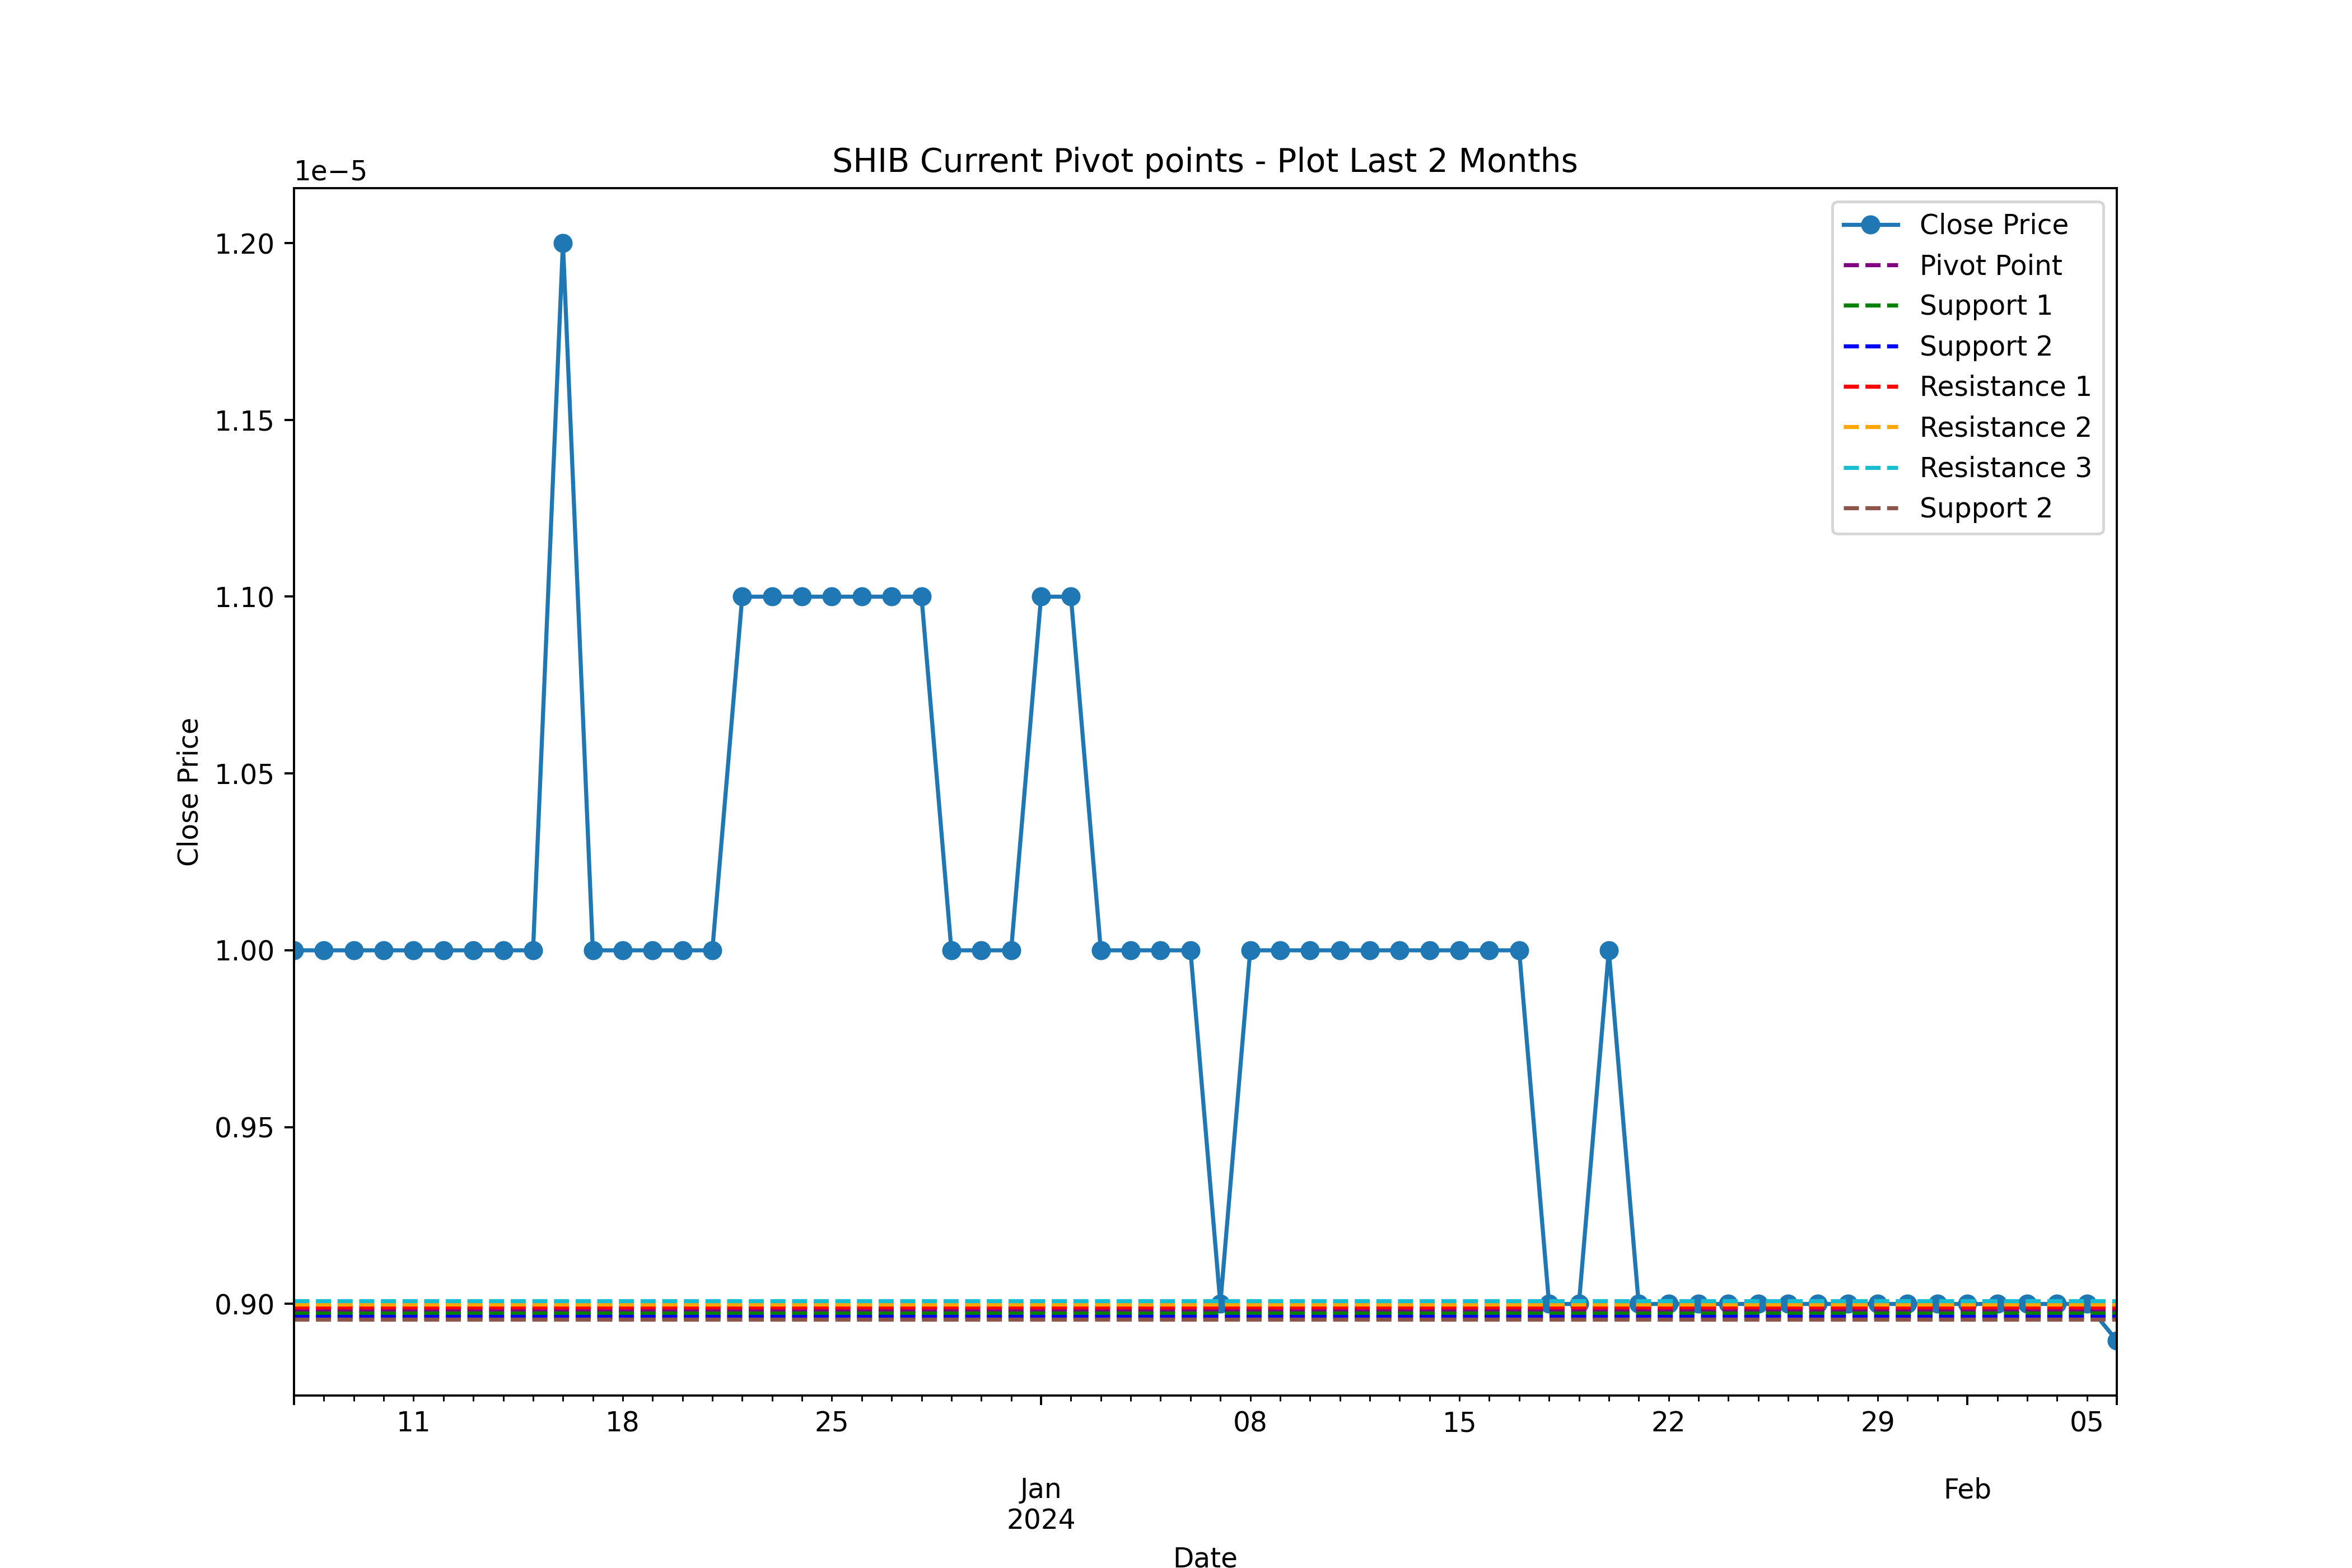 SHIB Current Pivot points - Plot Last 2 Months
1e−5
1.20
1.15
1.10
1.05
1.00
0.95
0.90
Close Price
Close Price
Pivot Point
Support 1
Support 2
Resistance 1
Resistance 2
Resistance 3
Support 2
11 18 25 08 15 22 29 05
Jan Feb
2024
Date